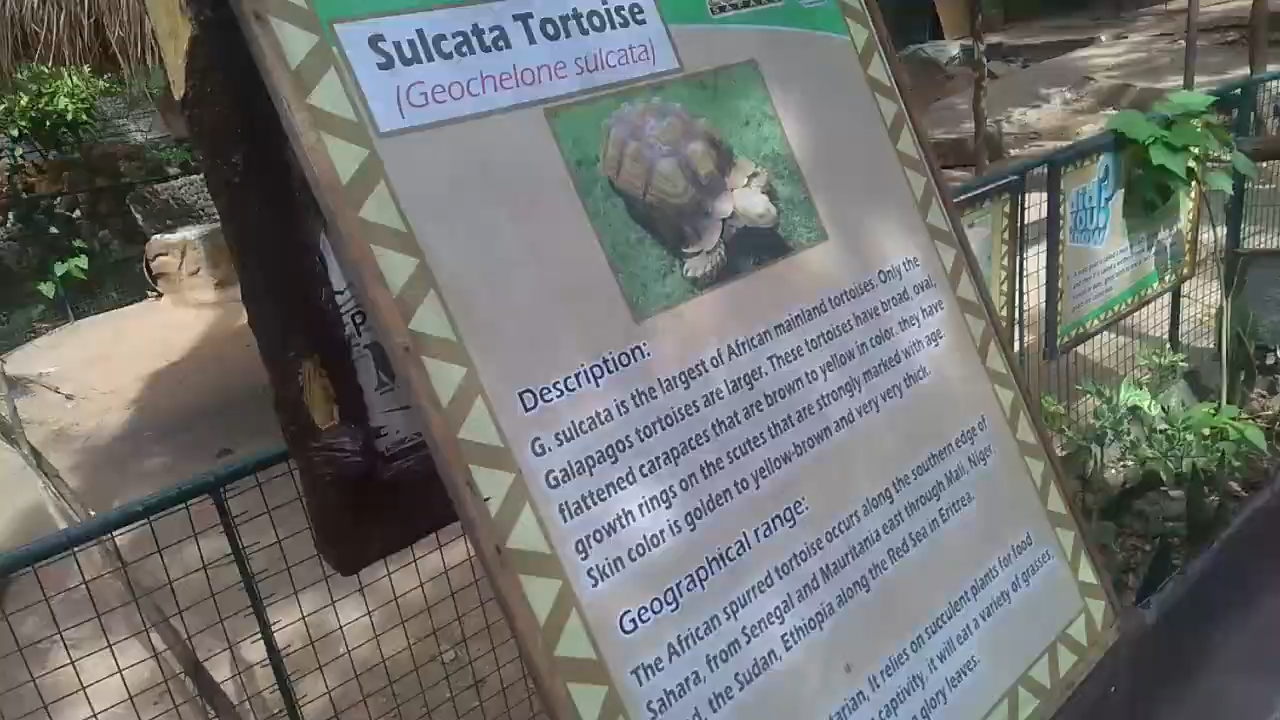 Sulcata Tortoise
(Geochelone sulcata)
Description:
G. sulcata is the largest of African mainland tortoises. Only the
Galapagos tortoises are larger. These tortoises have broad, oval,
flattened carapaces that are brown to yellow in color. they have
growth rings on the scutes that are strongly marked with age.
Skin color is golden to yellow-brown and very very thick.
Geographical range:
The African spurred tortoise occurs along the southern edge of
Sahara, from Senegal and Mauritania east through Mali, Niger,
the Sudan, Ethiopia along the Red Sea in Eritrea.
It relies on succulent plants for food
captivity, it will eat a variety of grasses,
glory leaves.
did
YOU?
KNOW